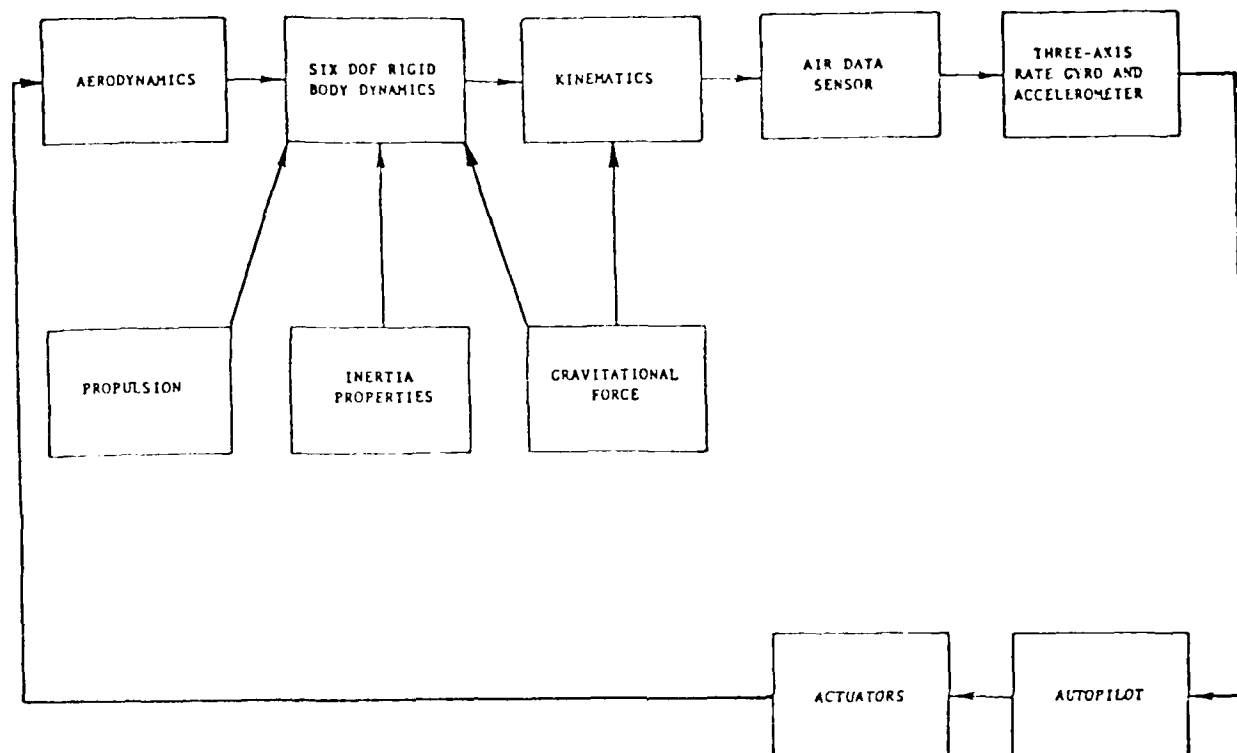 AERODYNAMICS
SIX DOF RIGID
BODY DYNAMICS
KINEMATICS
AIR DATA
SENSOR
THREE-AXIS
RATE GYRO AND
ACCELEROMETER
PROPULSION
INERTIA
PROPERTIES
GRAVITATIONAL
FORCE
ACTUATORS
AUTOPILOT